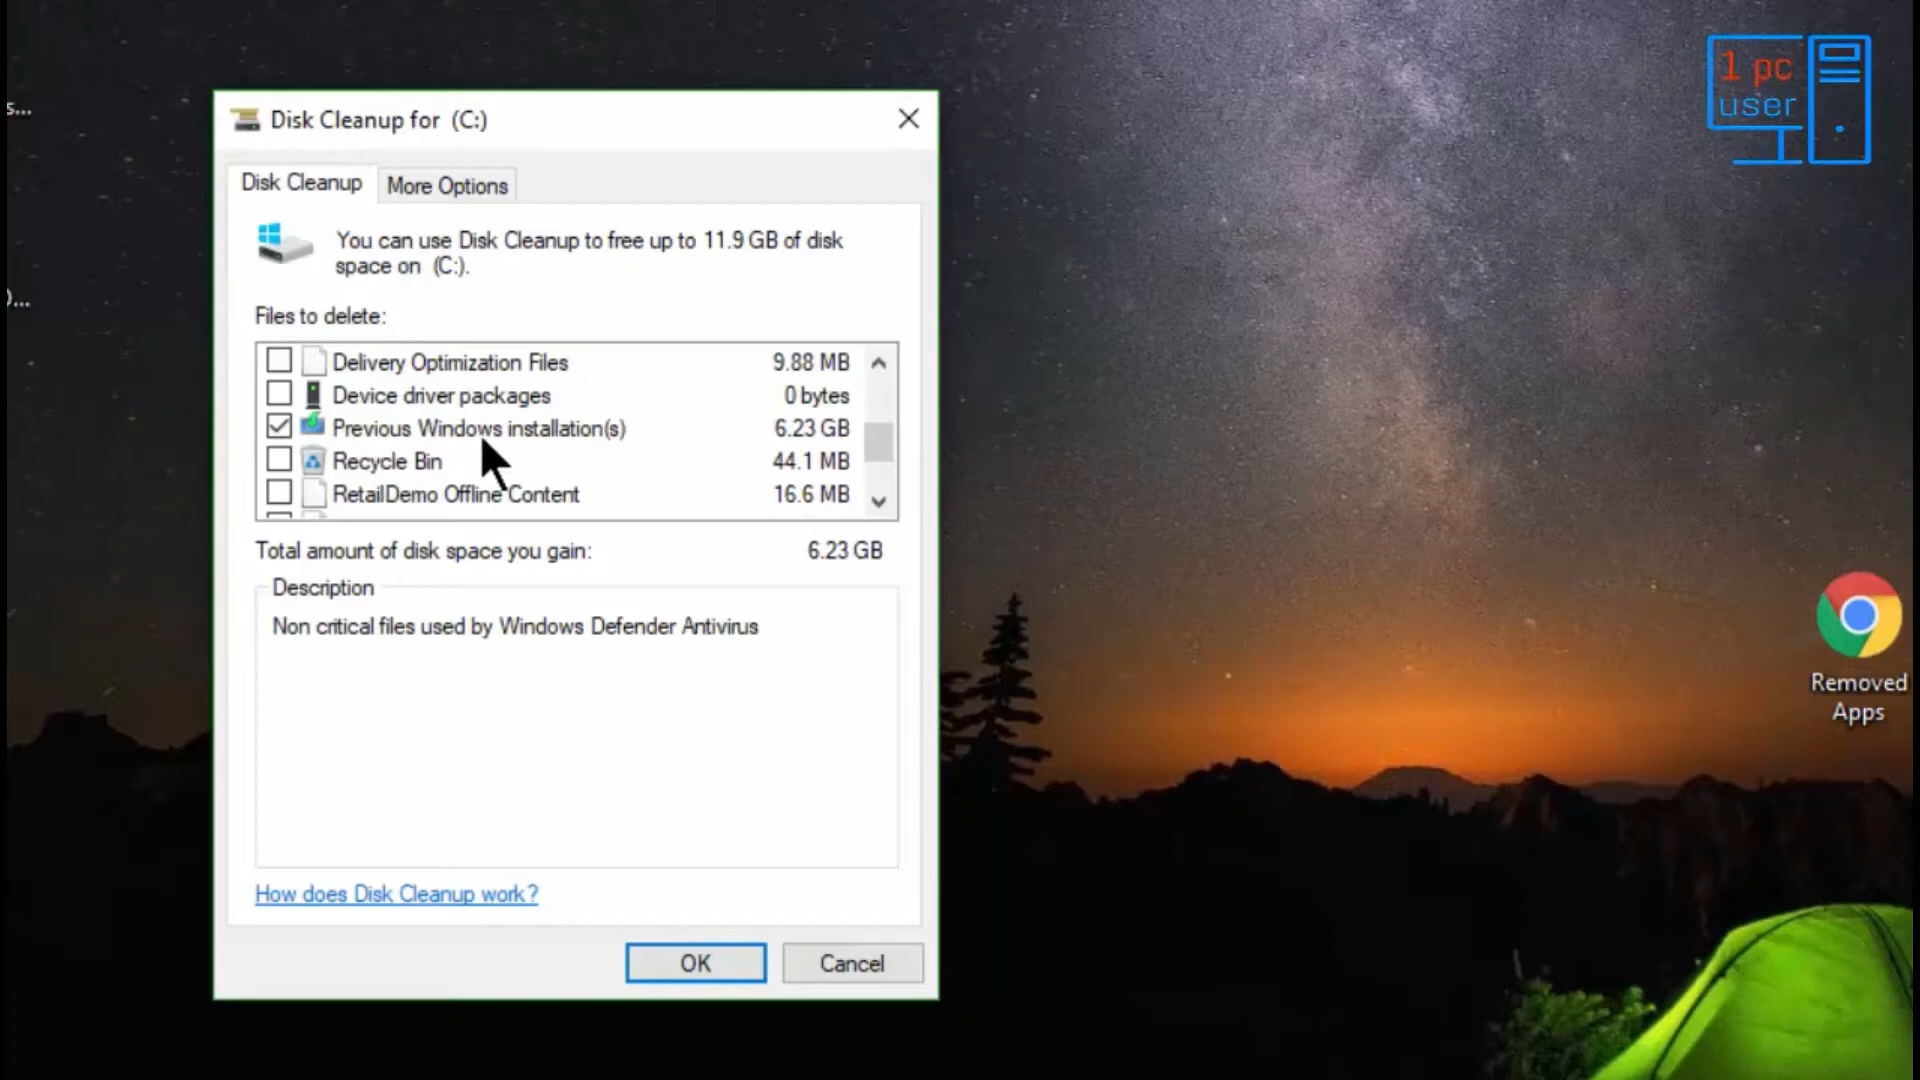 s...
)...
1 pc
user
Disk Cleanup for (C:)
Disk Cleanup
More Options
You can use Disk Cleanup to free up to 11.9 GB of disk
space on (C:).
Files to delete:
Delivery Optimization Files 9.88 MB
Device driver packages 0 bytes
Previous Windows installation(s) 6.23 GB
Recycle Bin 44.1 MB
RetailDemo Offline Content 16.6 MB
Total amount of disk space you gain: 6.23 GB
Description
Non critical files used by Windows Defender Antivirus
How does Disk Cleanup work?
OK
Cancel
Removed
Apps